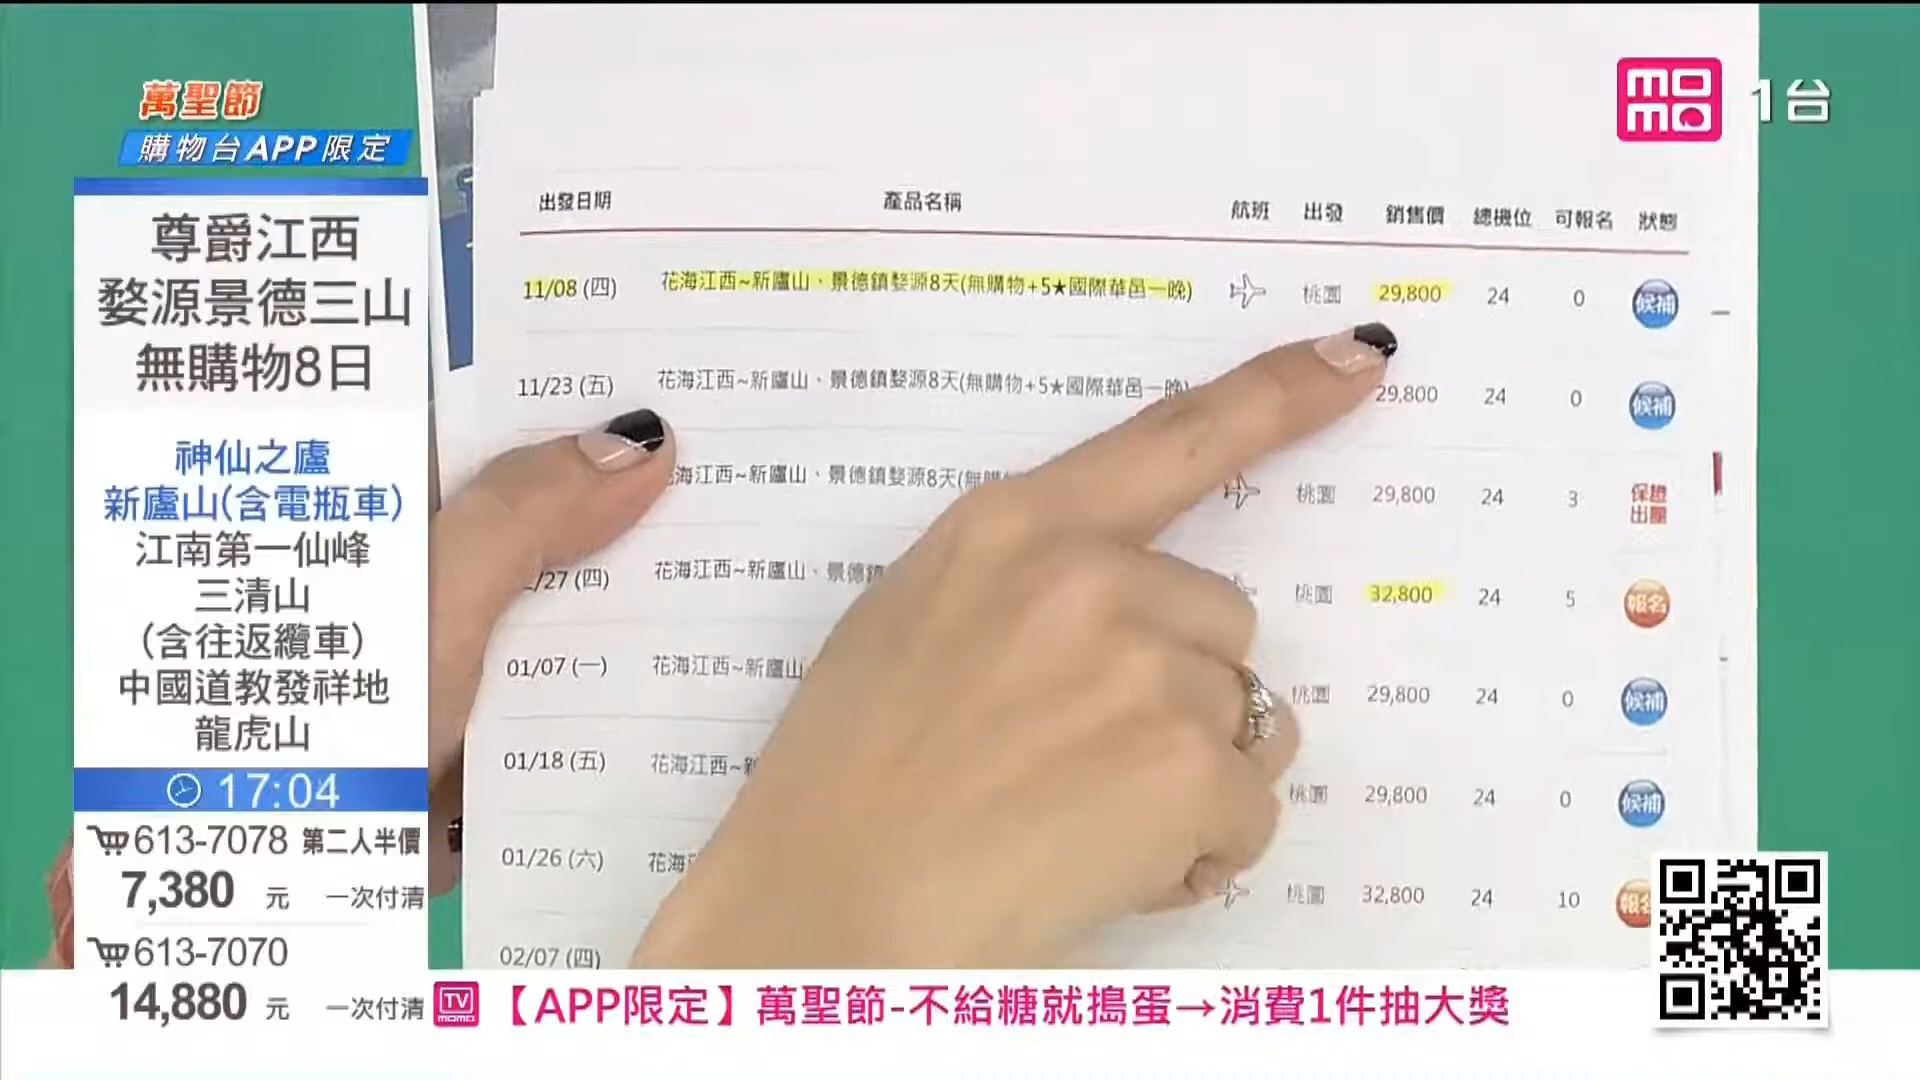 萬聖節
購物台APP限定
momo 1台
尊爵江西
婺源景德三山
無購物8日
神仙之廬
新廬山(含電瓶車)
江南第一仙峰
三清山
(含往返纜車)
中國道教發祥地
龍虎山
17:04
613-7078 第二人半價
7,380 元 一次付清
613-7070
14,880 元 一次付清
出發日期 產品名稱 航班 出發 銷售價 總機位 可報名 狀態
11/08 (四) 花海江西~新廬山、景德鎮婺源8天(無購物+5★國際華邑一晚) 桃園 29,800 24 0 候補
11/23 (五) 花海江西~新廬山、景德鎮婺源8天(無購物+5★國際華邑一晚) 29,800 24 0 候補
海江西~新廬山、景德鎮婺源8天(無購 桃園 29,800 24 3 保證出團
/27 (四) 花海江西~新廬山、景德鎮 桃園 32,800 24 5 報名
01/07 (一) 花海江西~新廬山 桃園 29,800 24 0 候補
01/18 (五) 花海江西~新 桃園 29,800 24 0 候補
01/26 (六) 花海 桃園 32,800 24 10 報名
02/07 (四)
TV momo 【APP限定】萬聖節-不給糖就搗蛋→消費1件抽大獎